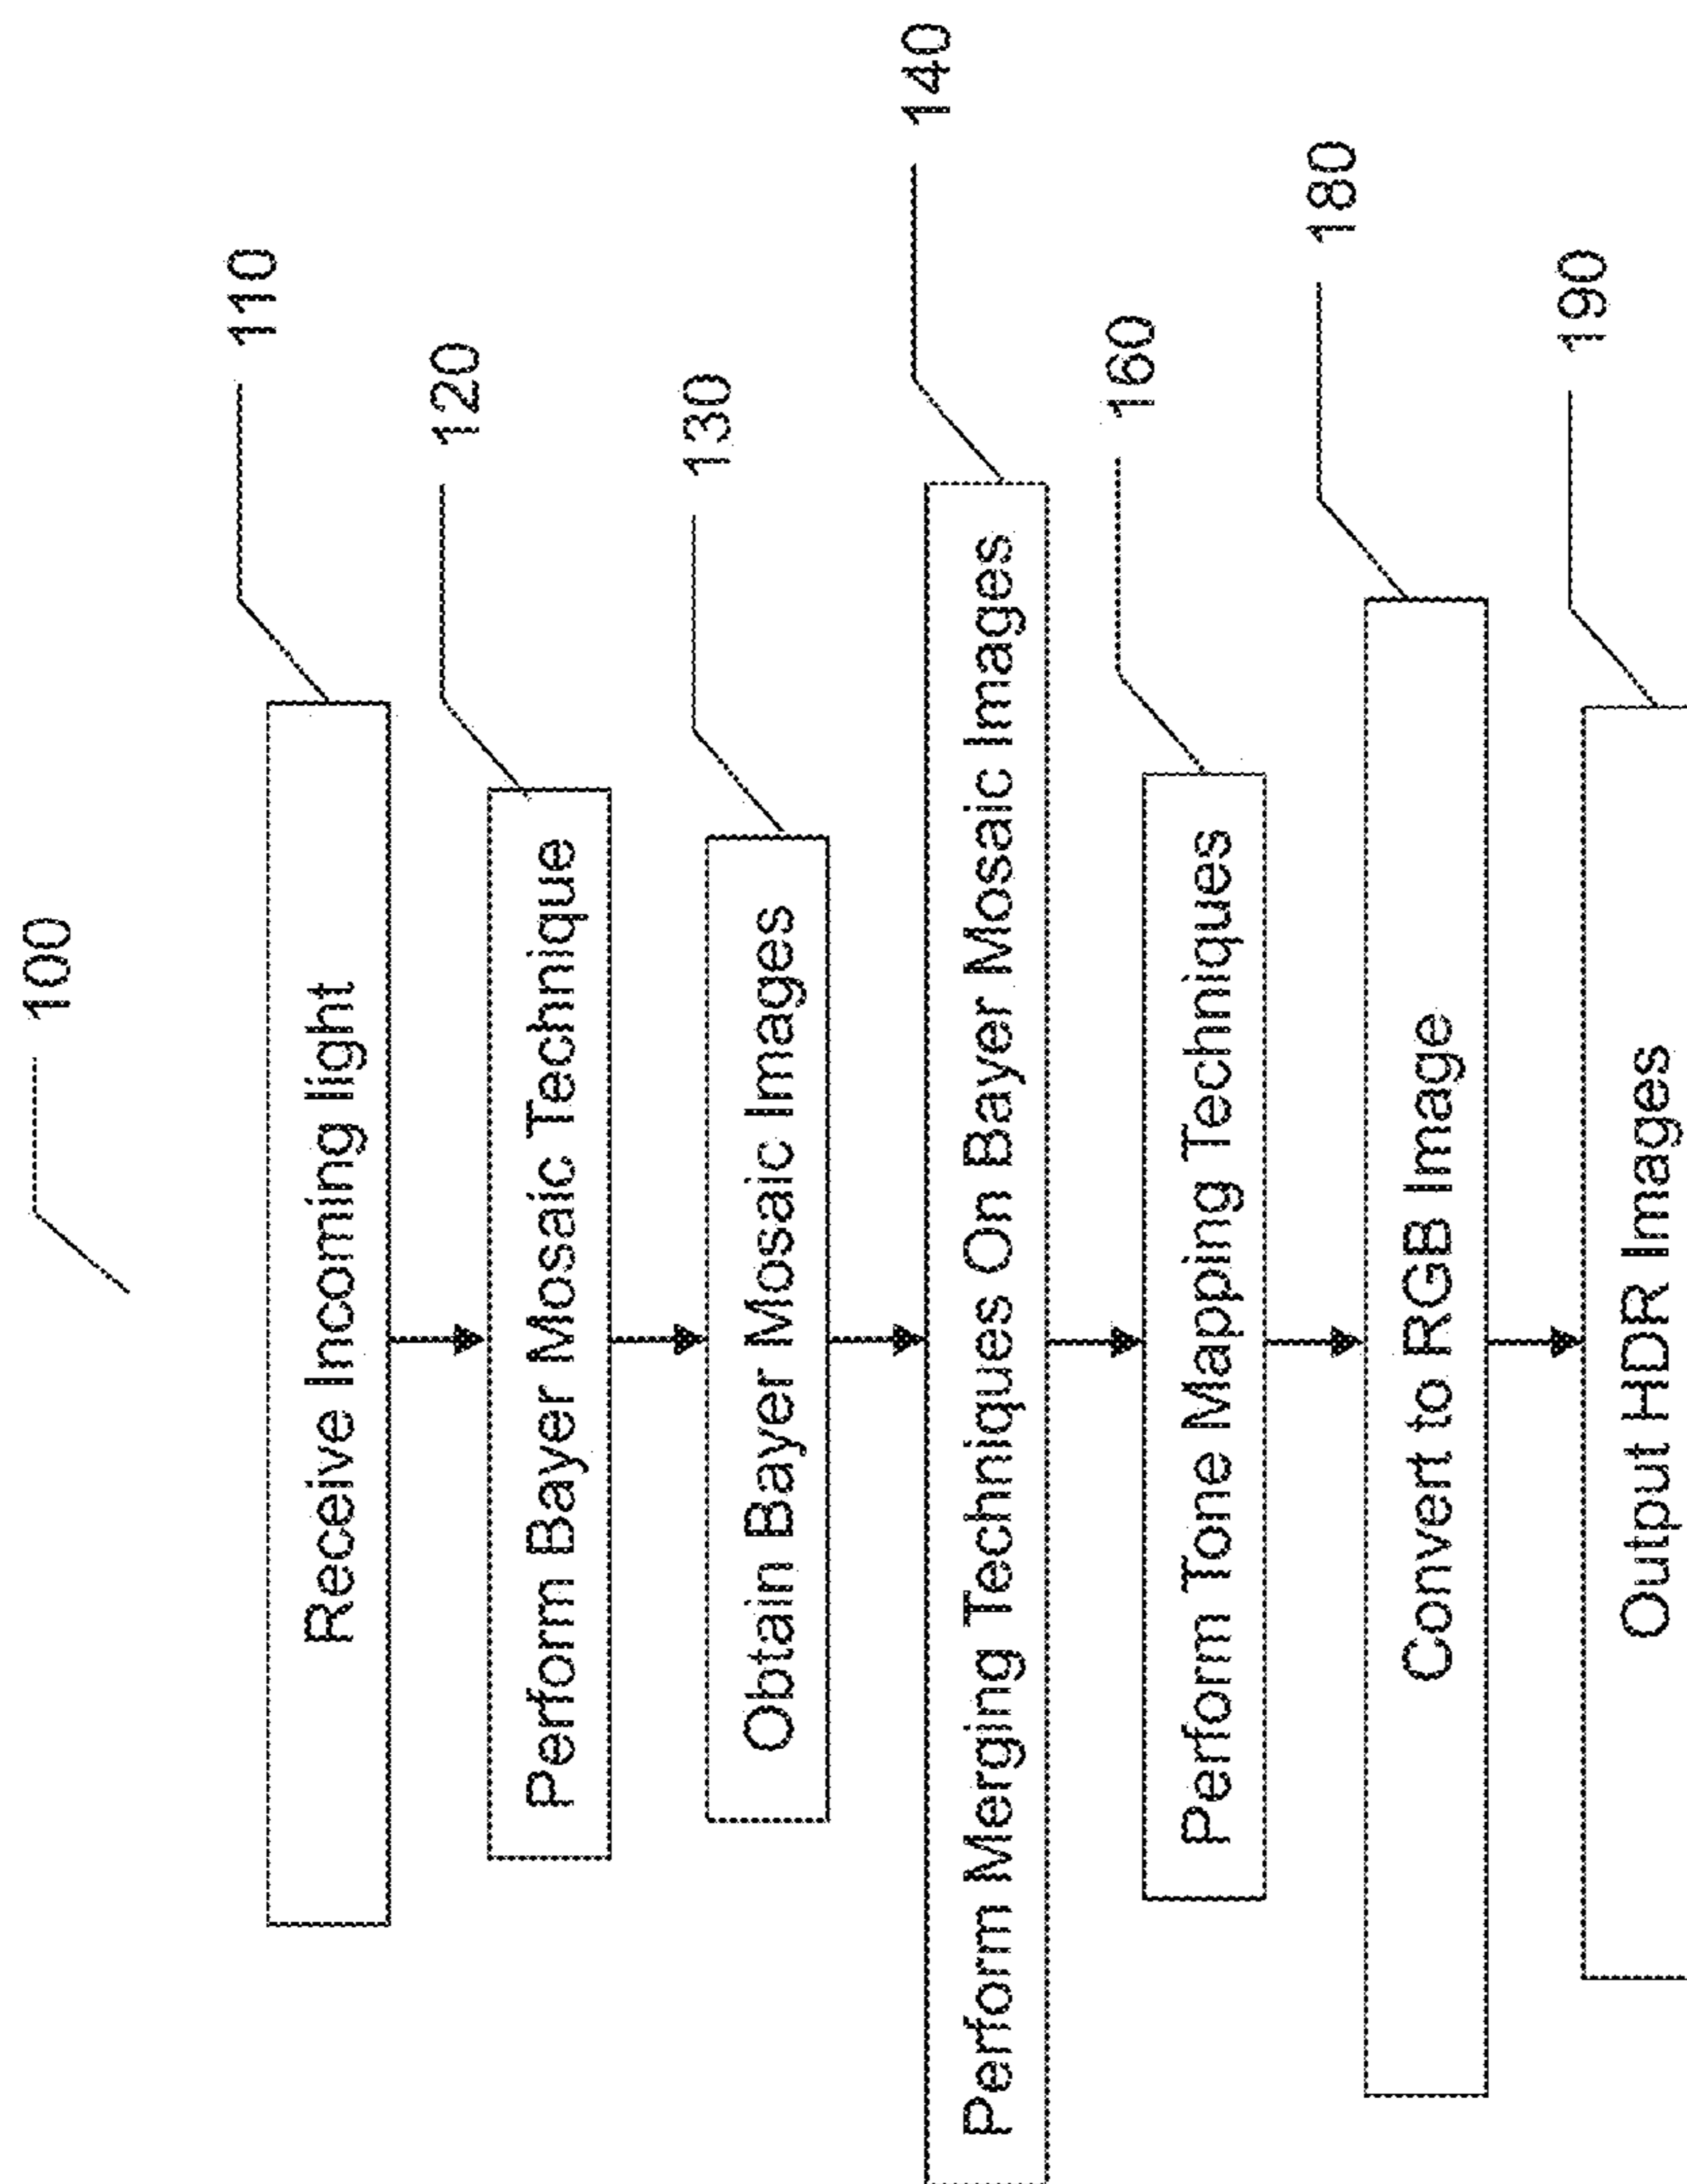 100
Receive Incoming light
110
Perform Bayer Mosaic Technique
120
Obtain Bayer Mosaic Images
130
Perform Merging Techniques On Bayer Mosaic Images
140
Perform Tone Mapping Techniques
160
Convert to RGB Image
180
Output HDR Images
190